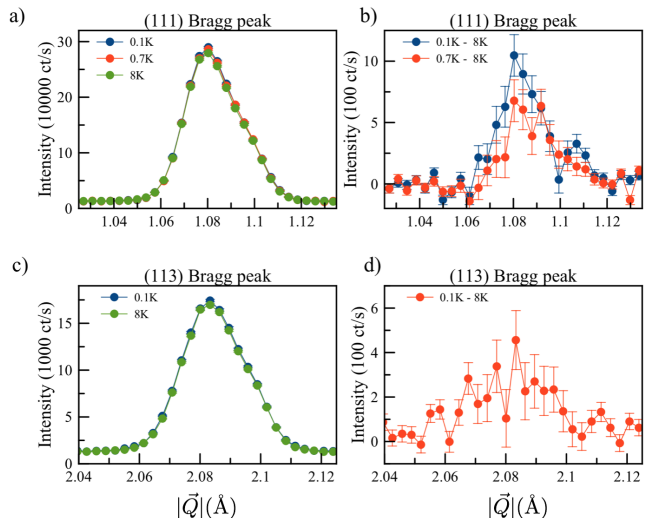 a)
(111) Bragg peak
Intensity (10000 ct/s)
0.1K
0.7K
8K
30
20
10
0
1.04
1.06
1.08
1.1
1.12
b)
(111) Bragg peak
Intensity (100 ct/s)
0.1K - 8K
0.7K - 8K
10
5
0
1.04
1.06
1.08
1.1
1.12
c)
(113) Bragg peak
Intensity (1000 ct/s)
0.1K
8K
15
10
5
0
2.04
2.06
2.08
2.1
2.12
|Q⃗|(Å)
d)
(113) Bragg peak
Intensity (100 ct/s)
0.1K - 8K
6
4
2
0
2.04
2.06
2.08
2.1
2.12
|Q⃗|(Å)